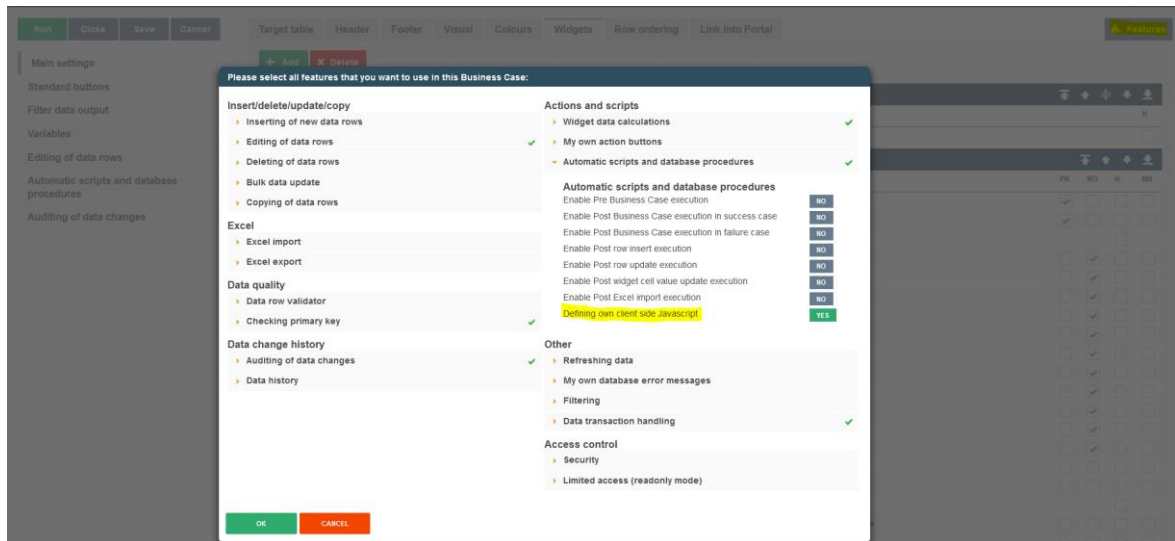 Run Close Save Cancel Target table Header Footer Visual Colours Widgets Row ordering Link into Portal Features
Main settings
+ Add ✖ Delete
Standard buttons
Filter data output
Variables
Editing of data rows
Automatic scripts and database
procedures
Auditing of data changes
Please select all features that you want to use in this Business Case:
Insert/delete/update/copy
Inserting of new data rows
Editing of data rows
Deleting of data rows
Bulk data update
Copying of data rows
Excel
Excel import
Excel export
Data quality
Data row validator
Checking primary key
Data change history
Auditing of data changes
Data history
Actions and scripts
Widget data calculations
My own action buttons
Automatic scripts and database procedures
Automatic scripts and database procedures
Enable Pre Business Case execution NO
Enable Post Business Case execution in success case NO
Enable Post Business Case execution in failure case NO
Enable Post row insert execution NO
Enable Post row update execution NO
Enable Post widget cell value update execution NO
Enable Post Excel import execution NO
Defining own client side Javascript YES
Other
Refreshing data
My own database error messages
Filtering
Data transaction handling
Access control
Security
Limited access (readonly mode)
OK CANCEL
H
PK RO H NN